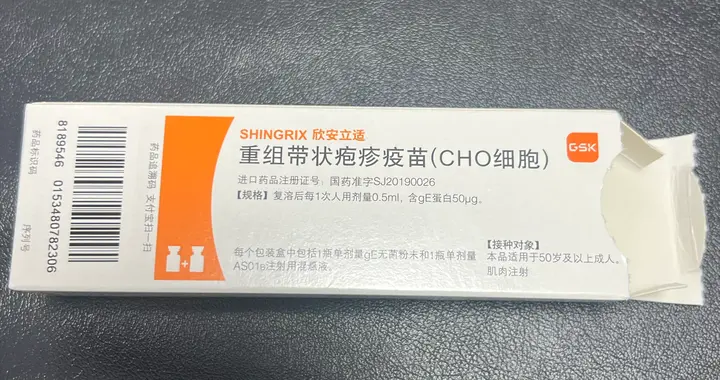 SHINGRIX 欣安立适
重组带状疱疹疫苗(CHO细胞)
进口药品注册证号：国药准字SJ20190026
【规格】复溶后每1次人用剂量0.5ml，含gE蛋白50μg。
每个包装盒中包括1瓶单剂量gE无菌粉末和1瓶单剂量
AS01B注射用混悬液。
【接种对象】
本品适用于50岁及以上成人。
肌肉注射
gsk
药品追溯码 支付宝扫一扫
8189546 0153480782306
药品标识码
序列号